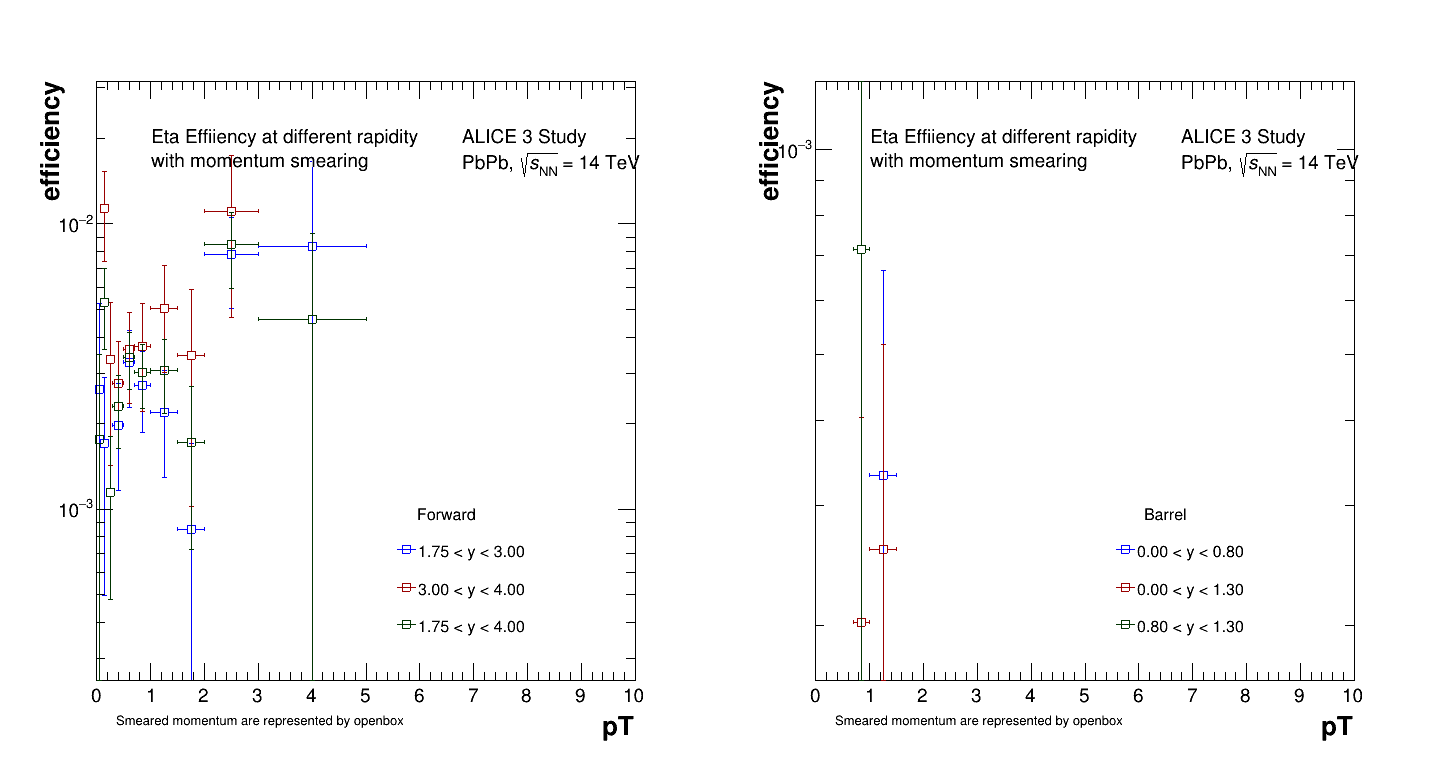 efficiency
Eta Effiiency at different rapidity
with momentum smearing
ALICE 3 Study
PbPb, √sNN = 14 TeV
10−2
10−3
Forward
1.75 < y < 3.00
3.00 < y < 4.00
1.75 < y < 4.00
0 1 2 3 4 5 6 7 8 9 10
Smeared momentum are represented by openbox
pT
efficiency
Eta Effiiency at different rapidity
with momentum smearing
ALICE 3 Study
PbPb, √sNN = 14 TeV
10−3
Barrel
0.00 < y < 0.80
0.00 < y < 1.30
0.80 < y < 1.30
0 1 2 3 4 5 6 7 8 9 10
Smeared momentum are represented by openbox
pT